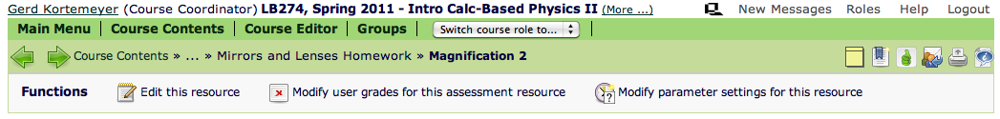 Gerd Kortemeyer (Course Coordinator) LB274, Spring 2011 - Intro Calc-Based Physics II (More ...) New Messages Roles Help Logout
Main Menu Course Contents Course Editor Groups Switch course role to...
Course Contents » ... » Mirrors and Lenses Homework » Magnification 2
Functions Edit this resource Modify user grades for this assessment resource Modify parameter settings for this resource